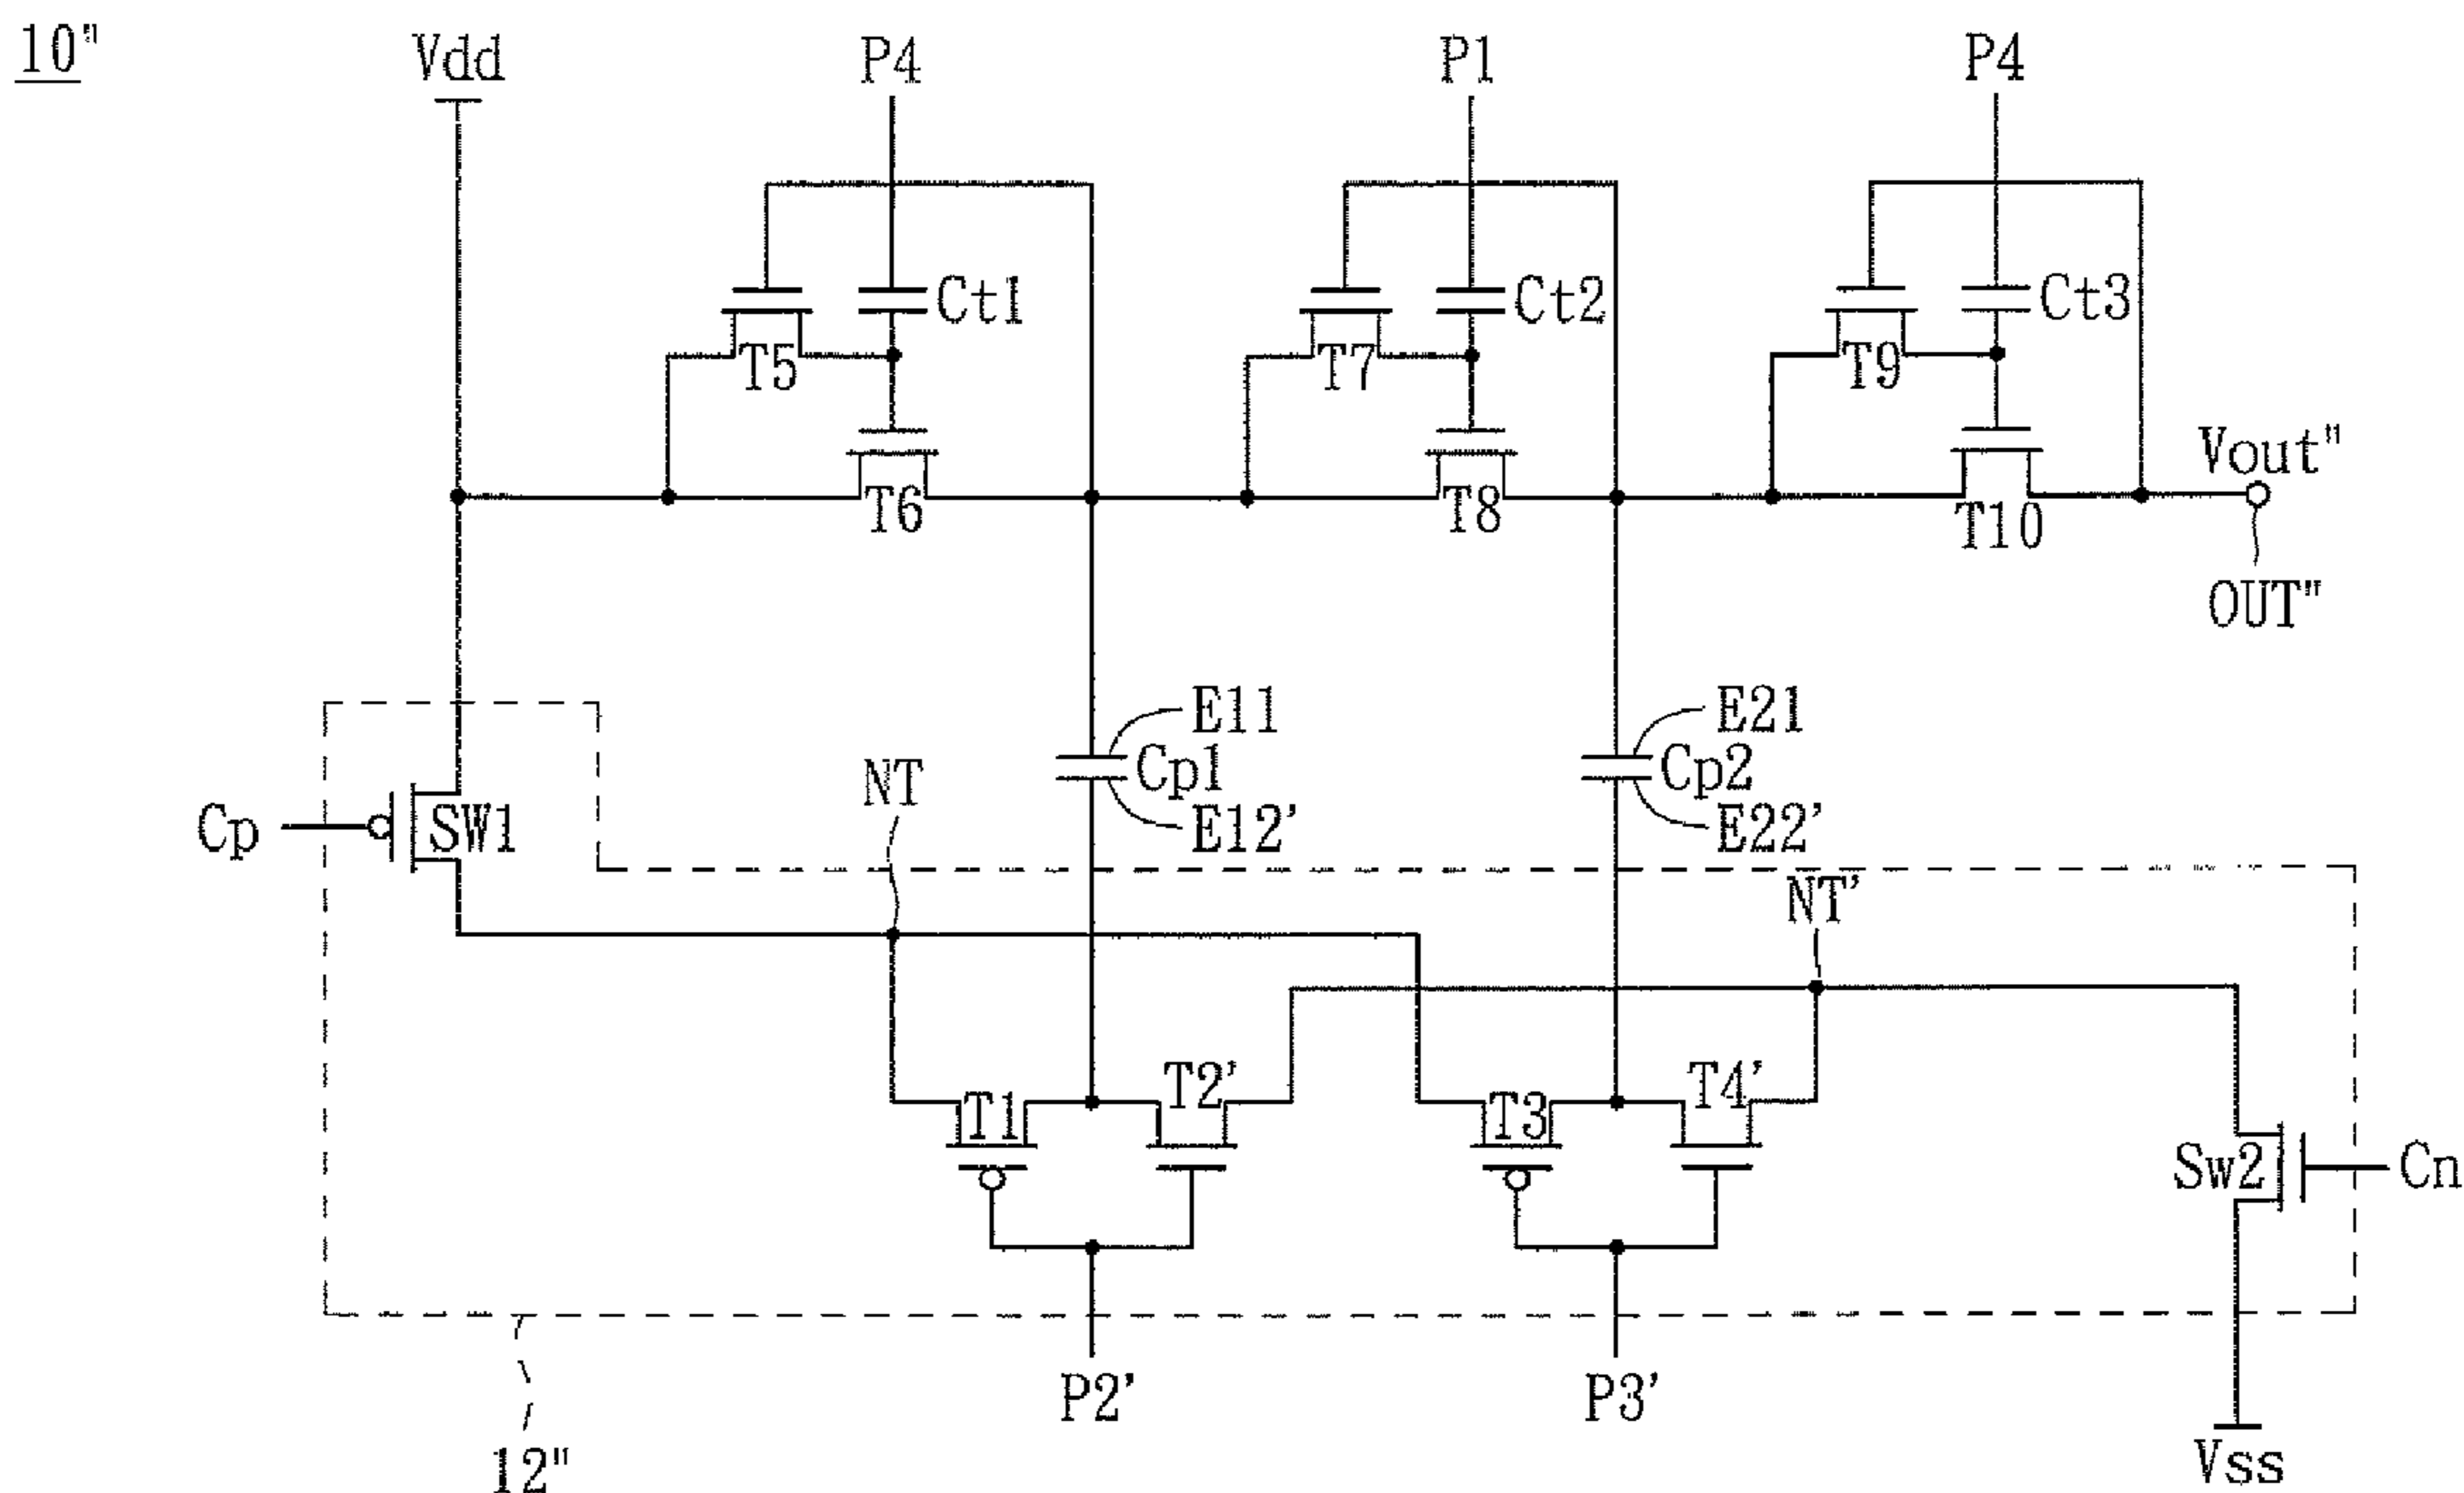 10"
Vdd
P4
P1
P4
Ct1
Ct2
Ct3
T5
T7
T9
T6
T8
T10
Vout"
OUT"
E11
Cp1
E12'
E21
Cp2
E22'
NT
Cp
SW1
NT'
T1
T2'
T3
T4'
Sw2
Cn
P2'
P3'
12"
Vss